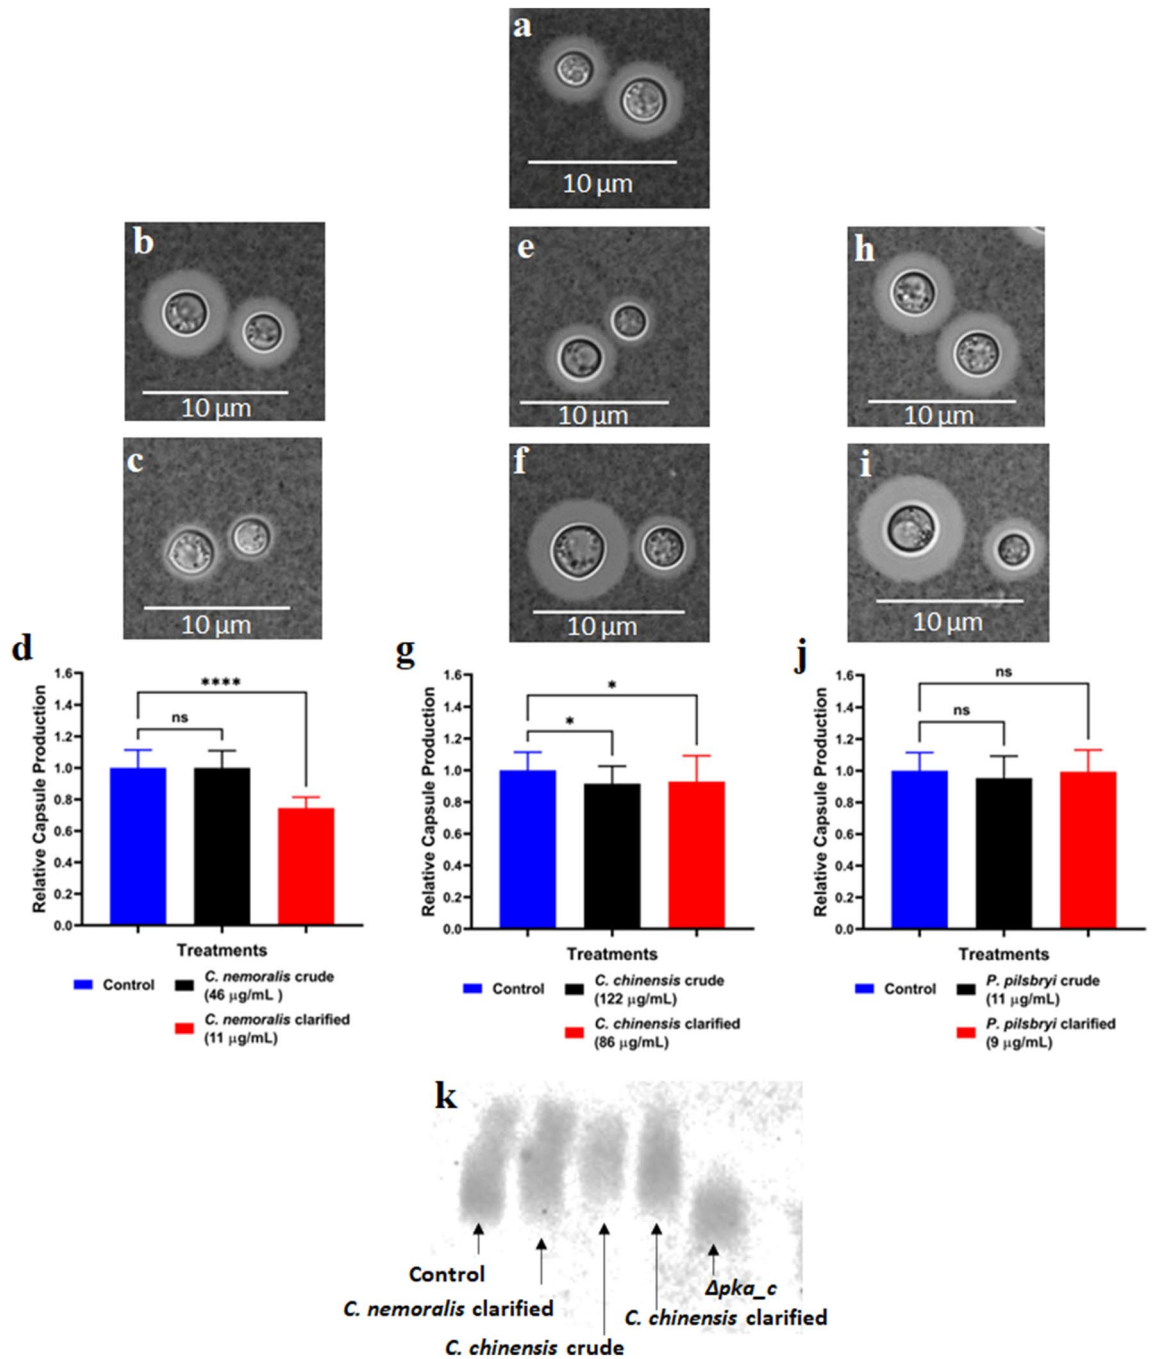 a
10 µm
b
10 µm
e
10 µm
h
10 µm
c
10 µm
f
10 µm
i
10 µm
d
Relative Capsule Production
1.6
1.4
1.2
1.0
0.8
0.6
0.4
0.2
0.0
****
ns
Treatments
Control
C. nemoralis crude
(46 µg/mL )
C. nemoralis clarified
(11 µg/mL)
g
Relative Capsule Production
1.6
1.4
1.2
1.0
0.8
0.6
0.4
0.2
0.0
*
*
Treatments
Control
C. chinensis crude
(122 µg/mL)
C. chinensis clarified
(86 µg/mL)
j
Relative Capsule Production
1.6
1.4
1.2
1.0
0.8
0.6
0.4
0.2
0.0
ns
ns
Treatments
Control
P. pilsbryi crude
(11 µg/mL)
P. pilsbryi clarified
(9 µg/mL)
k
Control
C. nemoralis clarified
C. chinensis crude
C. chinensis clarified
Δpka_c